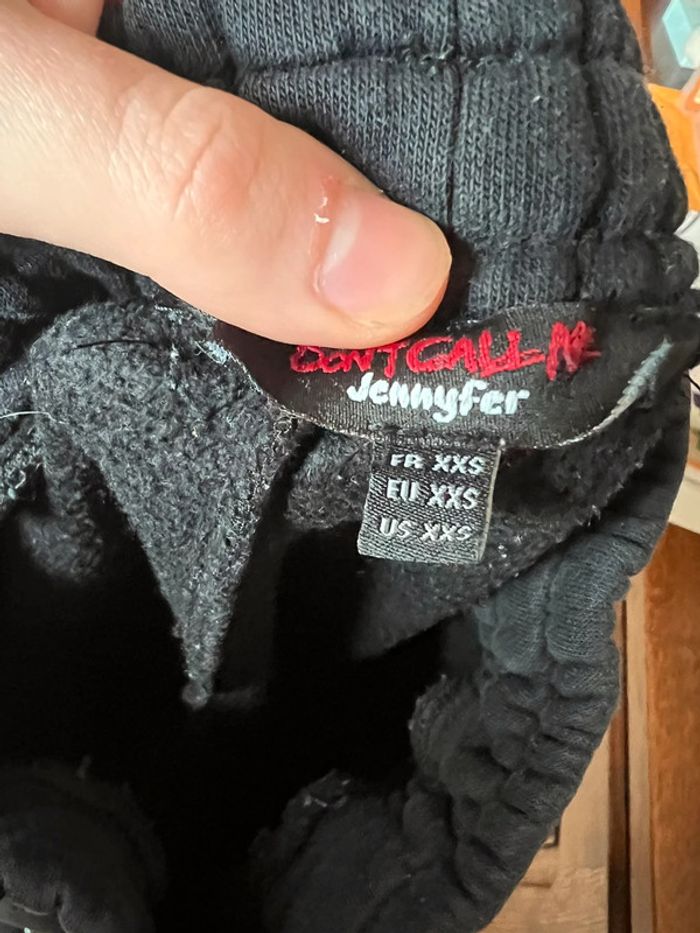 DON'T CALL ME
Jennyfer
FR XXS
EU XXS
US XXS